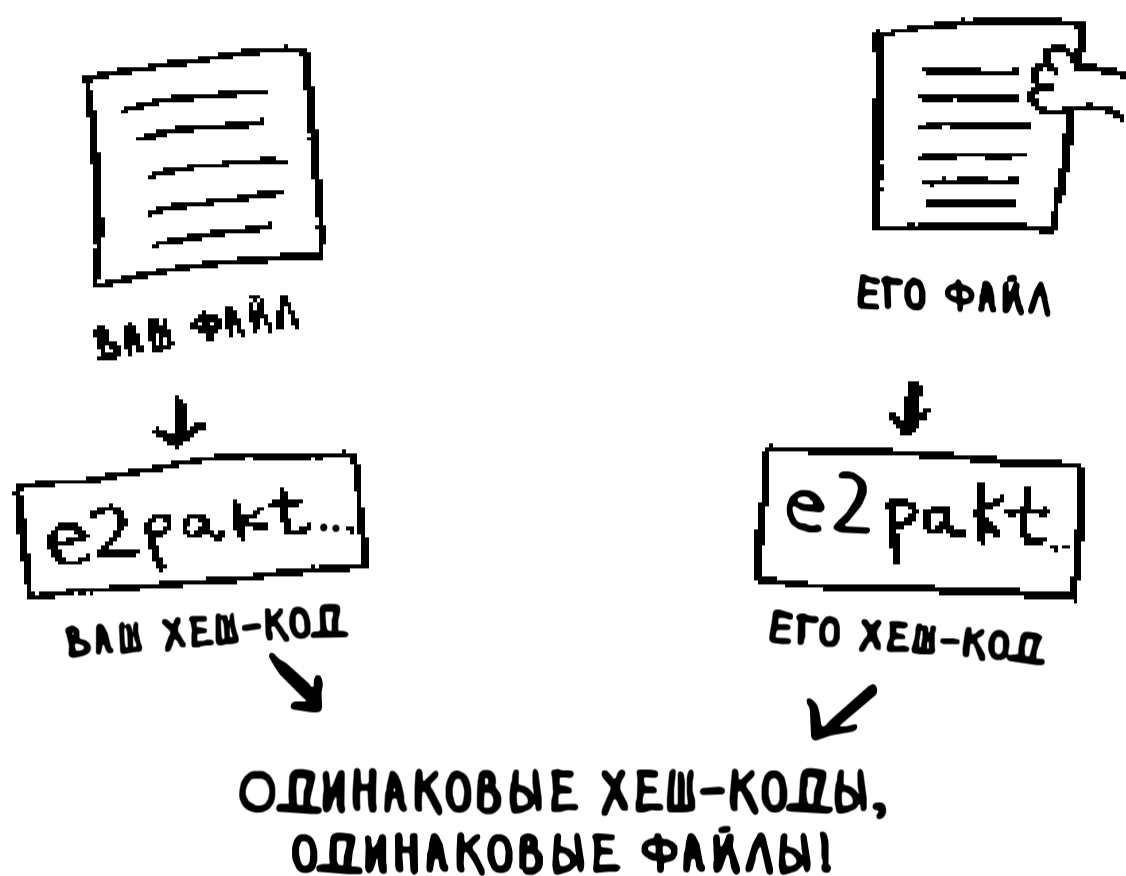 ВАШ ФАЙЛ
ЕГО ФАЙЛ
e2pakt...
e2pakt...
ВАШ ХЕШ-КОД
ЕГО ХЕШ-КОД
ОДИНАКОВЫЕ ХЕШ-КОДЫ,
ОДИНАКОВЫЕ ФАЙЛЫ!